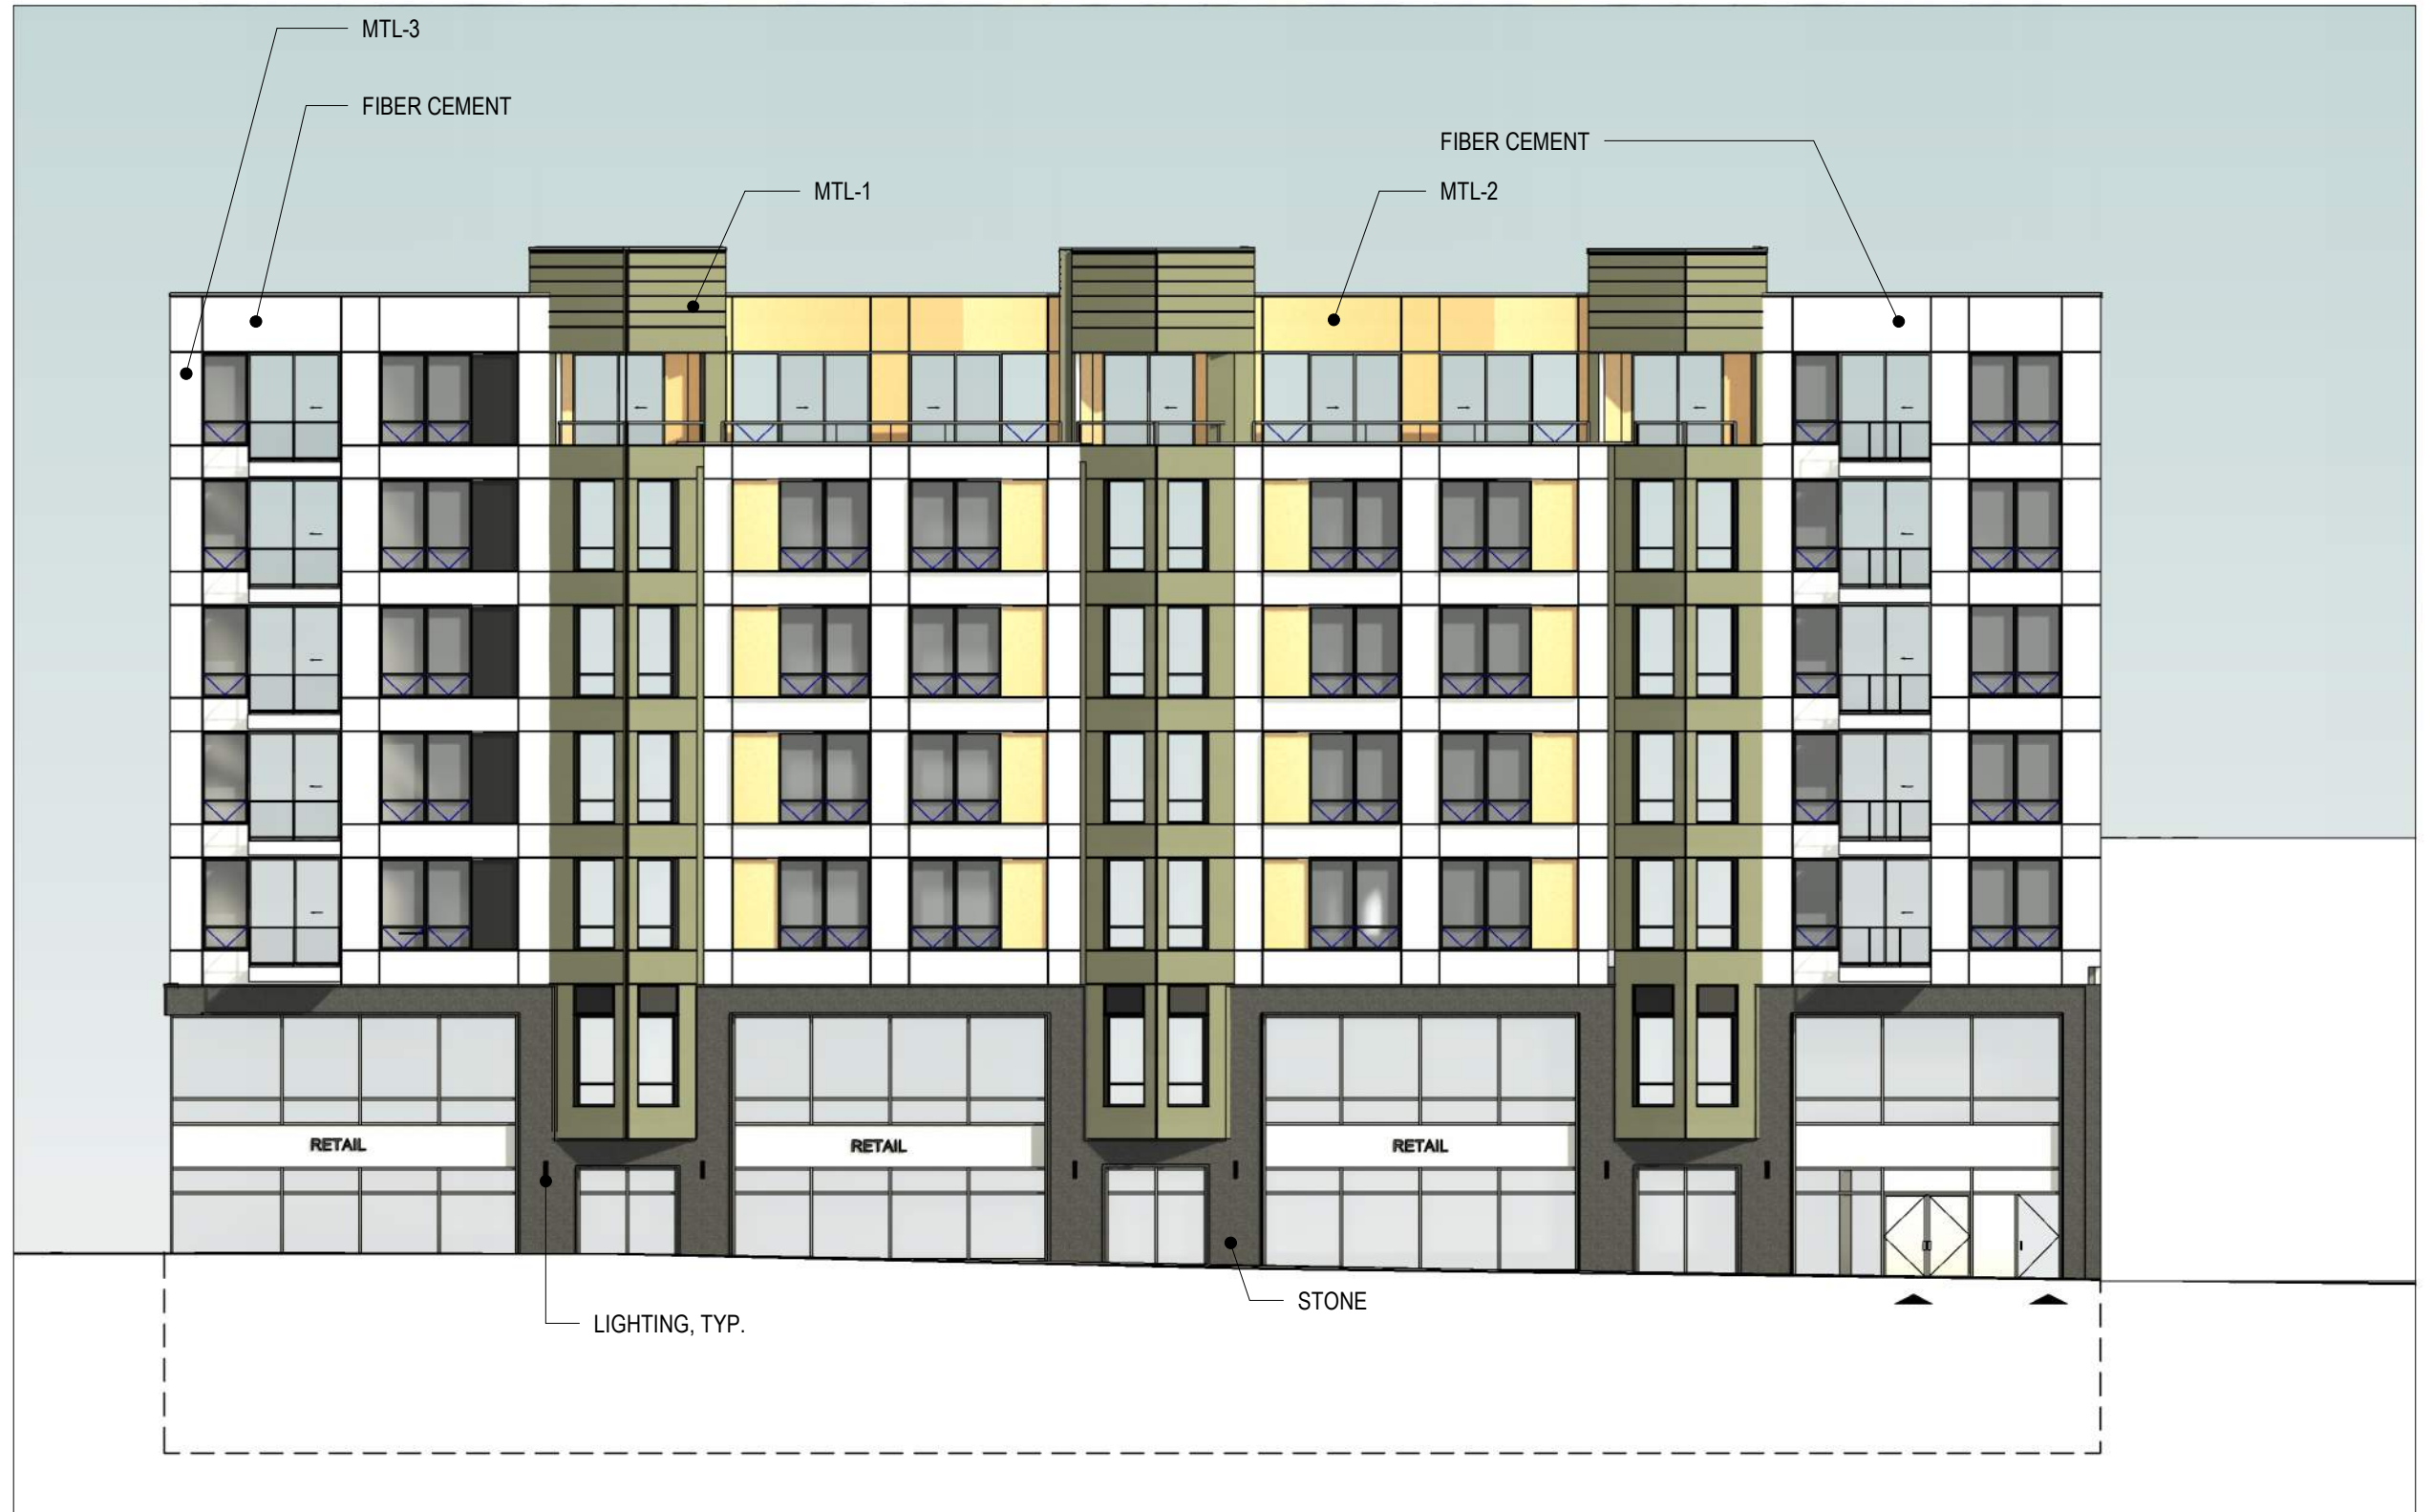 MTL-3
FIBER CEMENT
FIBER CEMENT
MTL-1
MTL-2
RETAIL
RETAIL
RETAIL
STONE
LIGHTING, TYP.